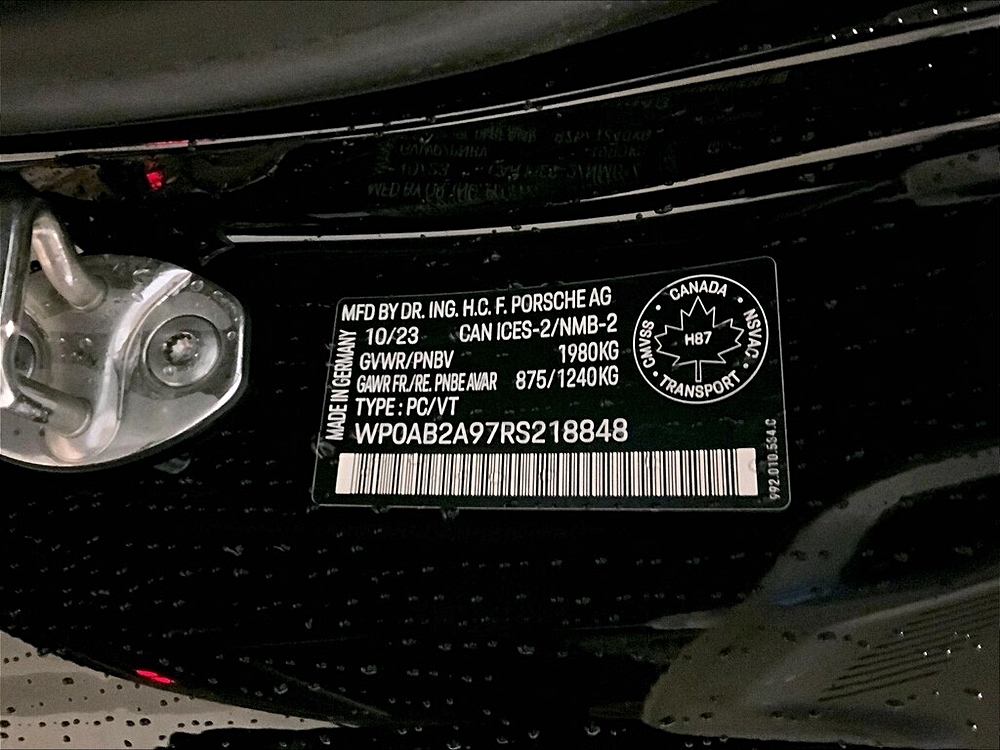 MFD BY DR. ING. H.C. F. PORSCHE AG
10/23 CAN ICES-2/NMB-2
GVWR/PNBV 1980KG
GAWR FR./RE. PNBE AVAR 875/1240KG
TYPE : PC/VT
WP0AB2A97RS218848
MADE IN GERMANY
CANADA
CMVSS
NSVAC
H87
TRANSPORT
992.010.534.C